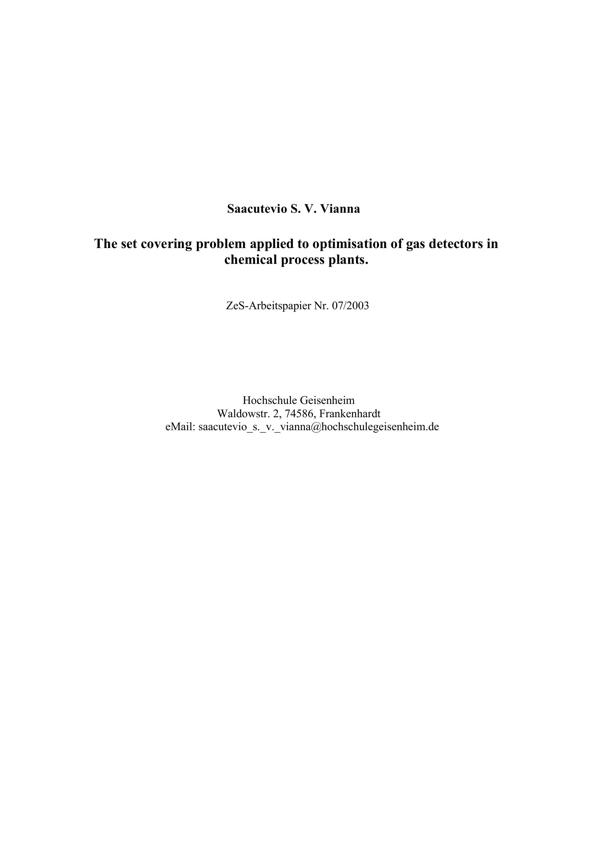 Saacutevio S. V. Vianna
The set covering problem applied to optimisation of gas detectors in
chemical process plants.
ZeS-Arbeitspapier Nr. 07/2003
Hochschule Geisenheim
Waldowstr. 2, 74586, Frankenhardt
eMail: saacutevio_s._v._vianna@hochschulegeisenheim.de